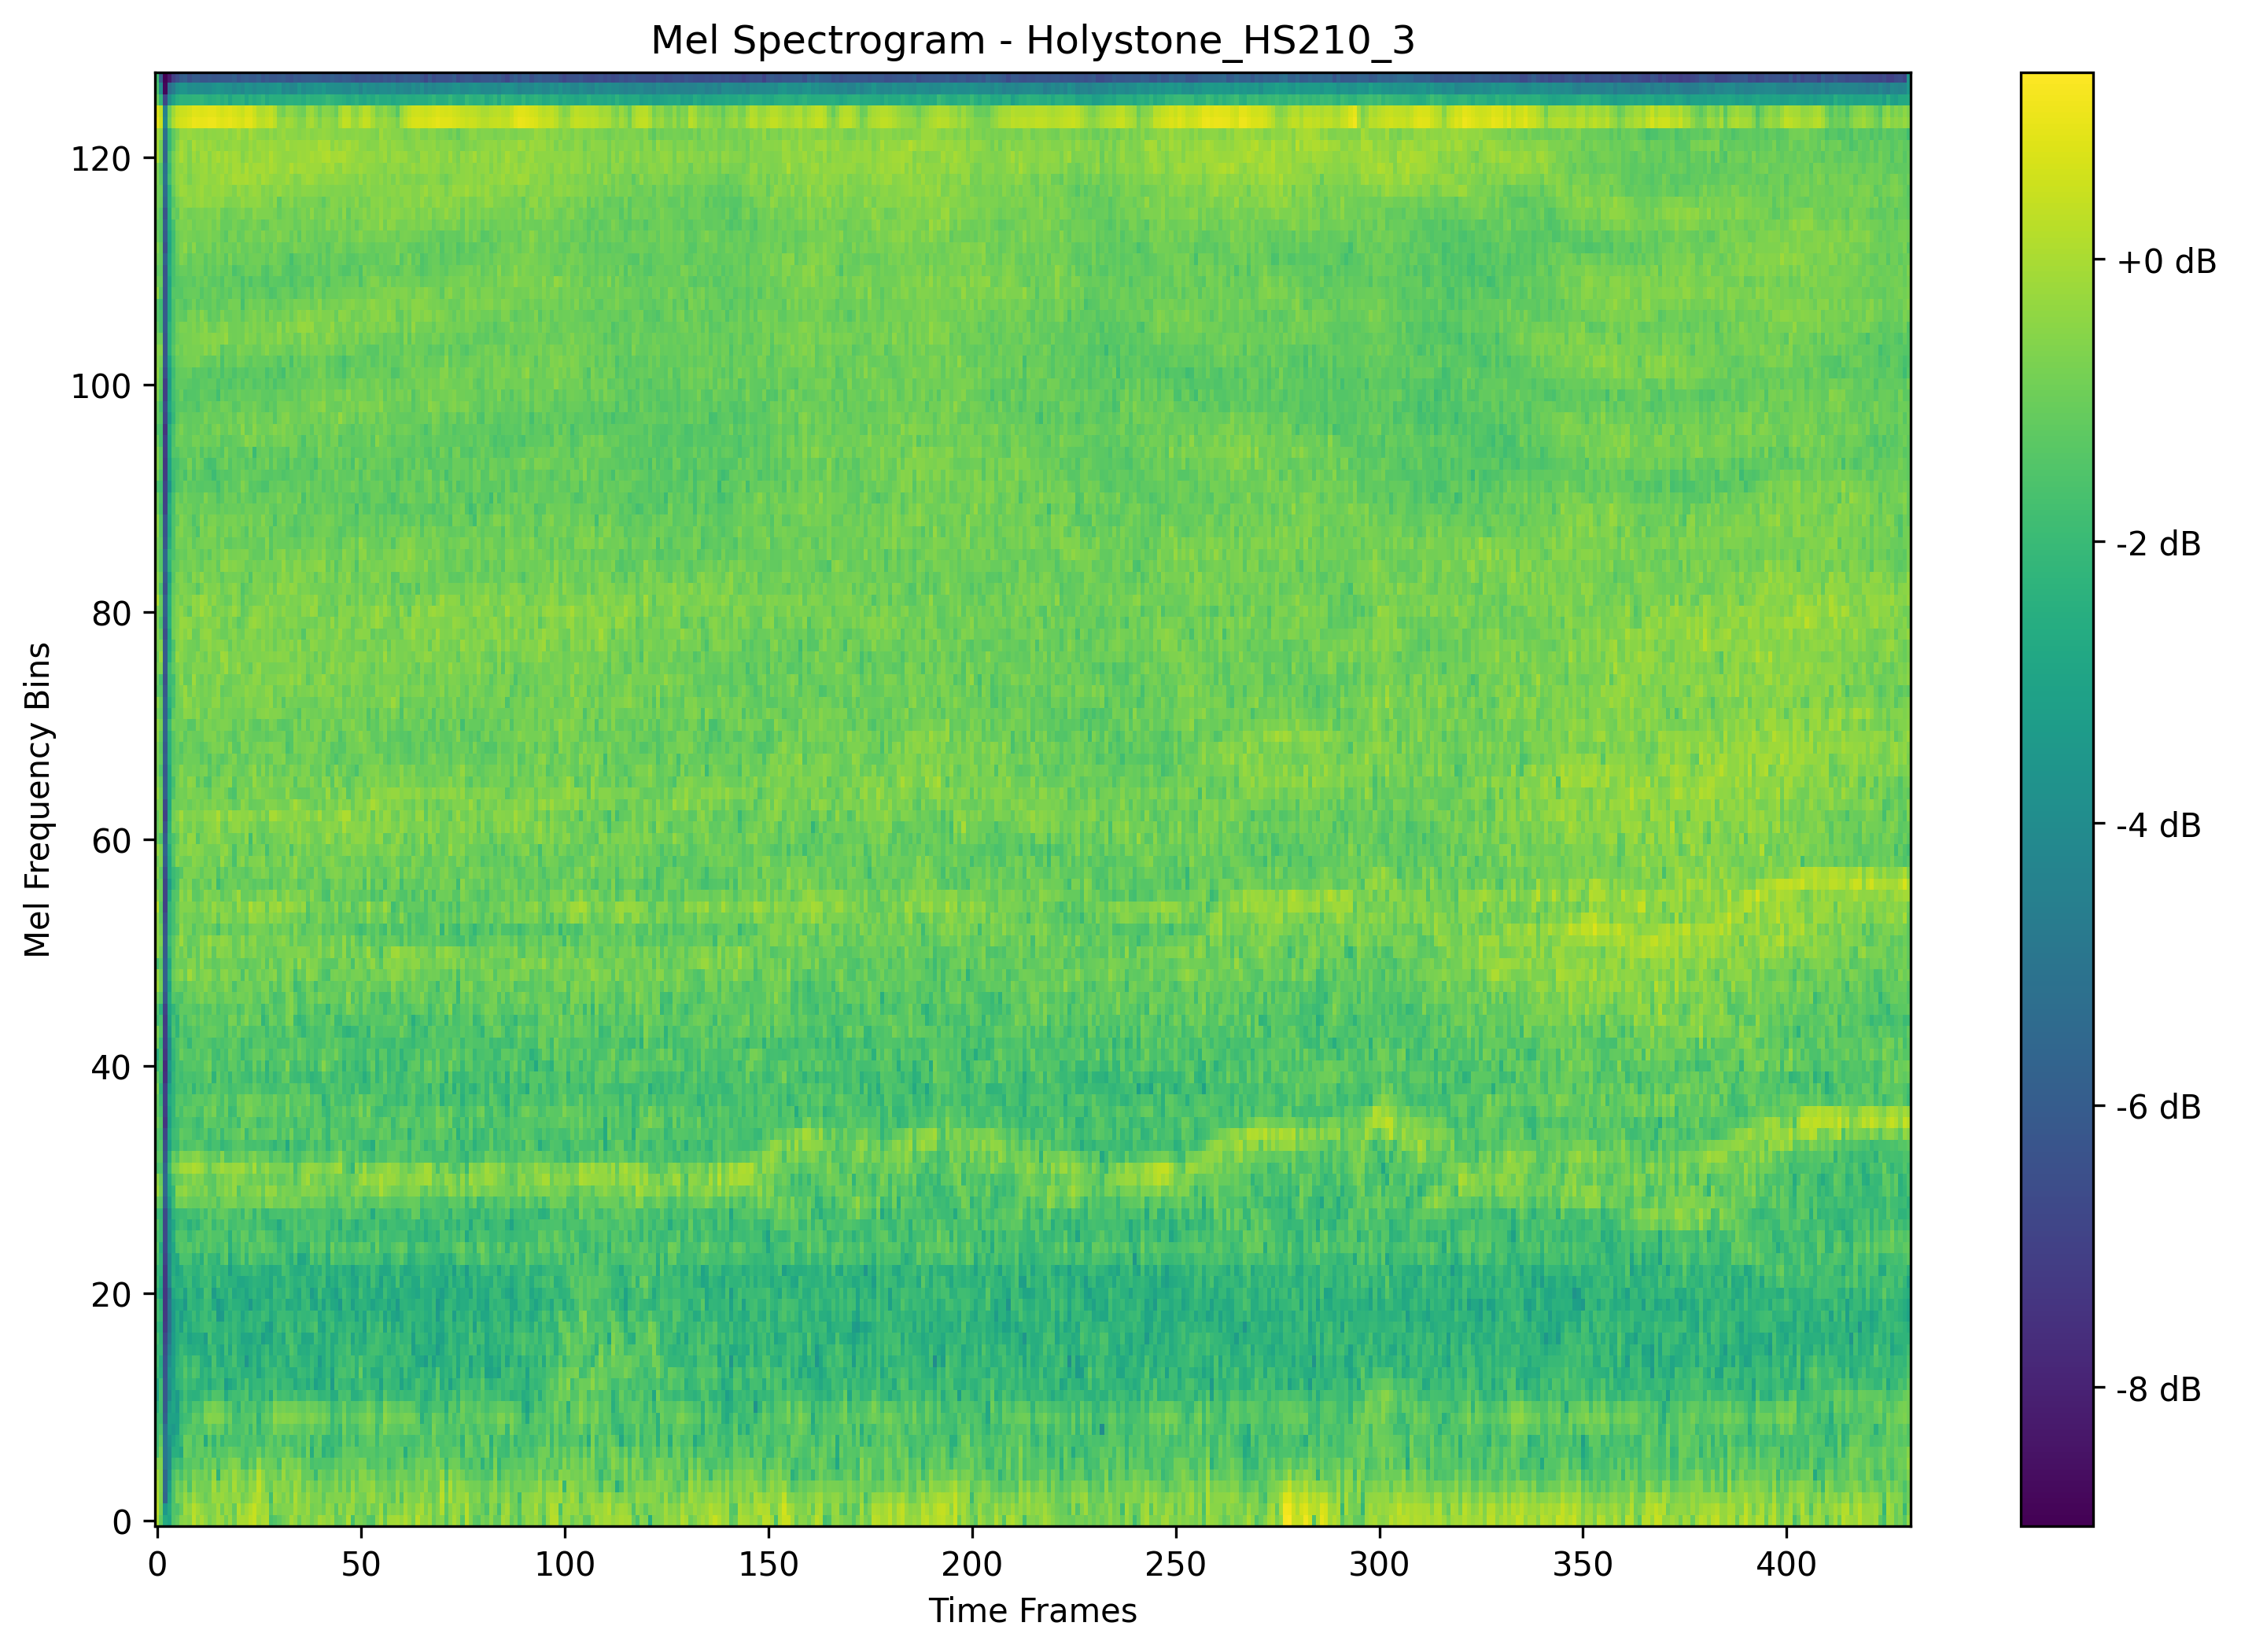 Mel Spectrogram - Holystone_HS210_3
Mel Frequency Bins
120
100
80
60
40
20
0
0 50 100 150 200 250 300 350 400
Time Frames
+0 dB
-2 dB
-4 dB
-6 dB
-8 dB